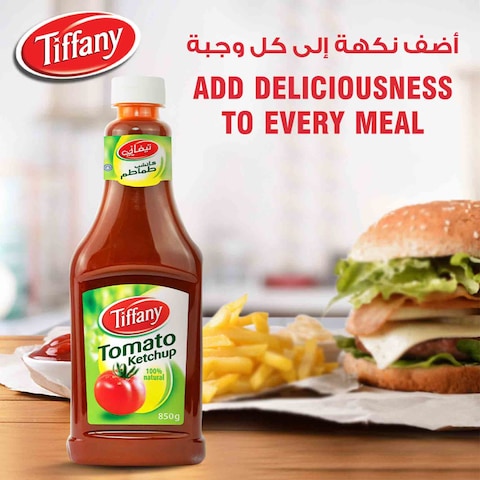 Tiffany
أضف نكهة إلى كل وجبة
ADD DELICIOUSNESS
TO EVERY MEAL
تيفاني
كاتشب
طماطم
Tiffany
Tomato
Ketchup
100%
natural
850g